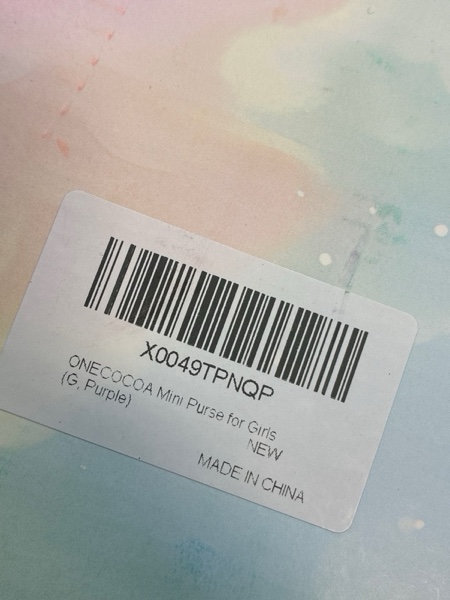 X0049TPNQP
ONECOCOA Mini Purse for Girls
(G, Purple)
NEW
MADE IN CHINA